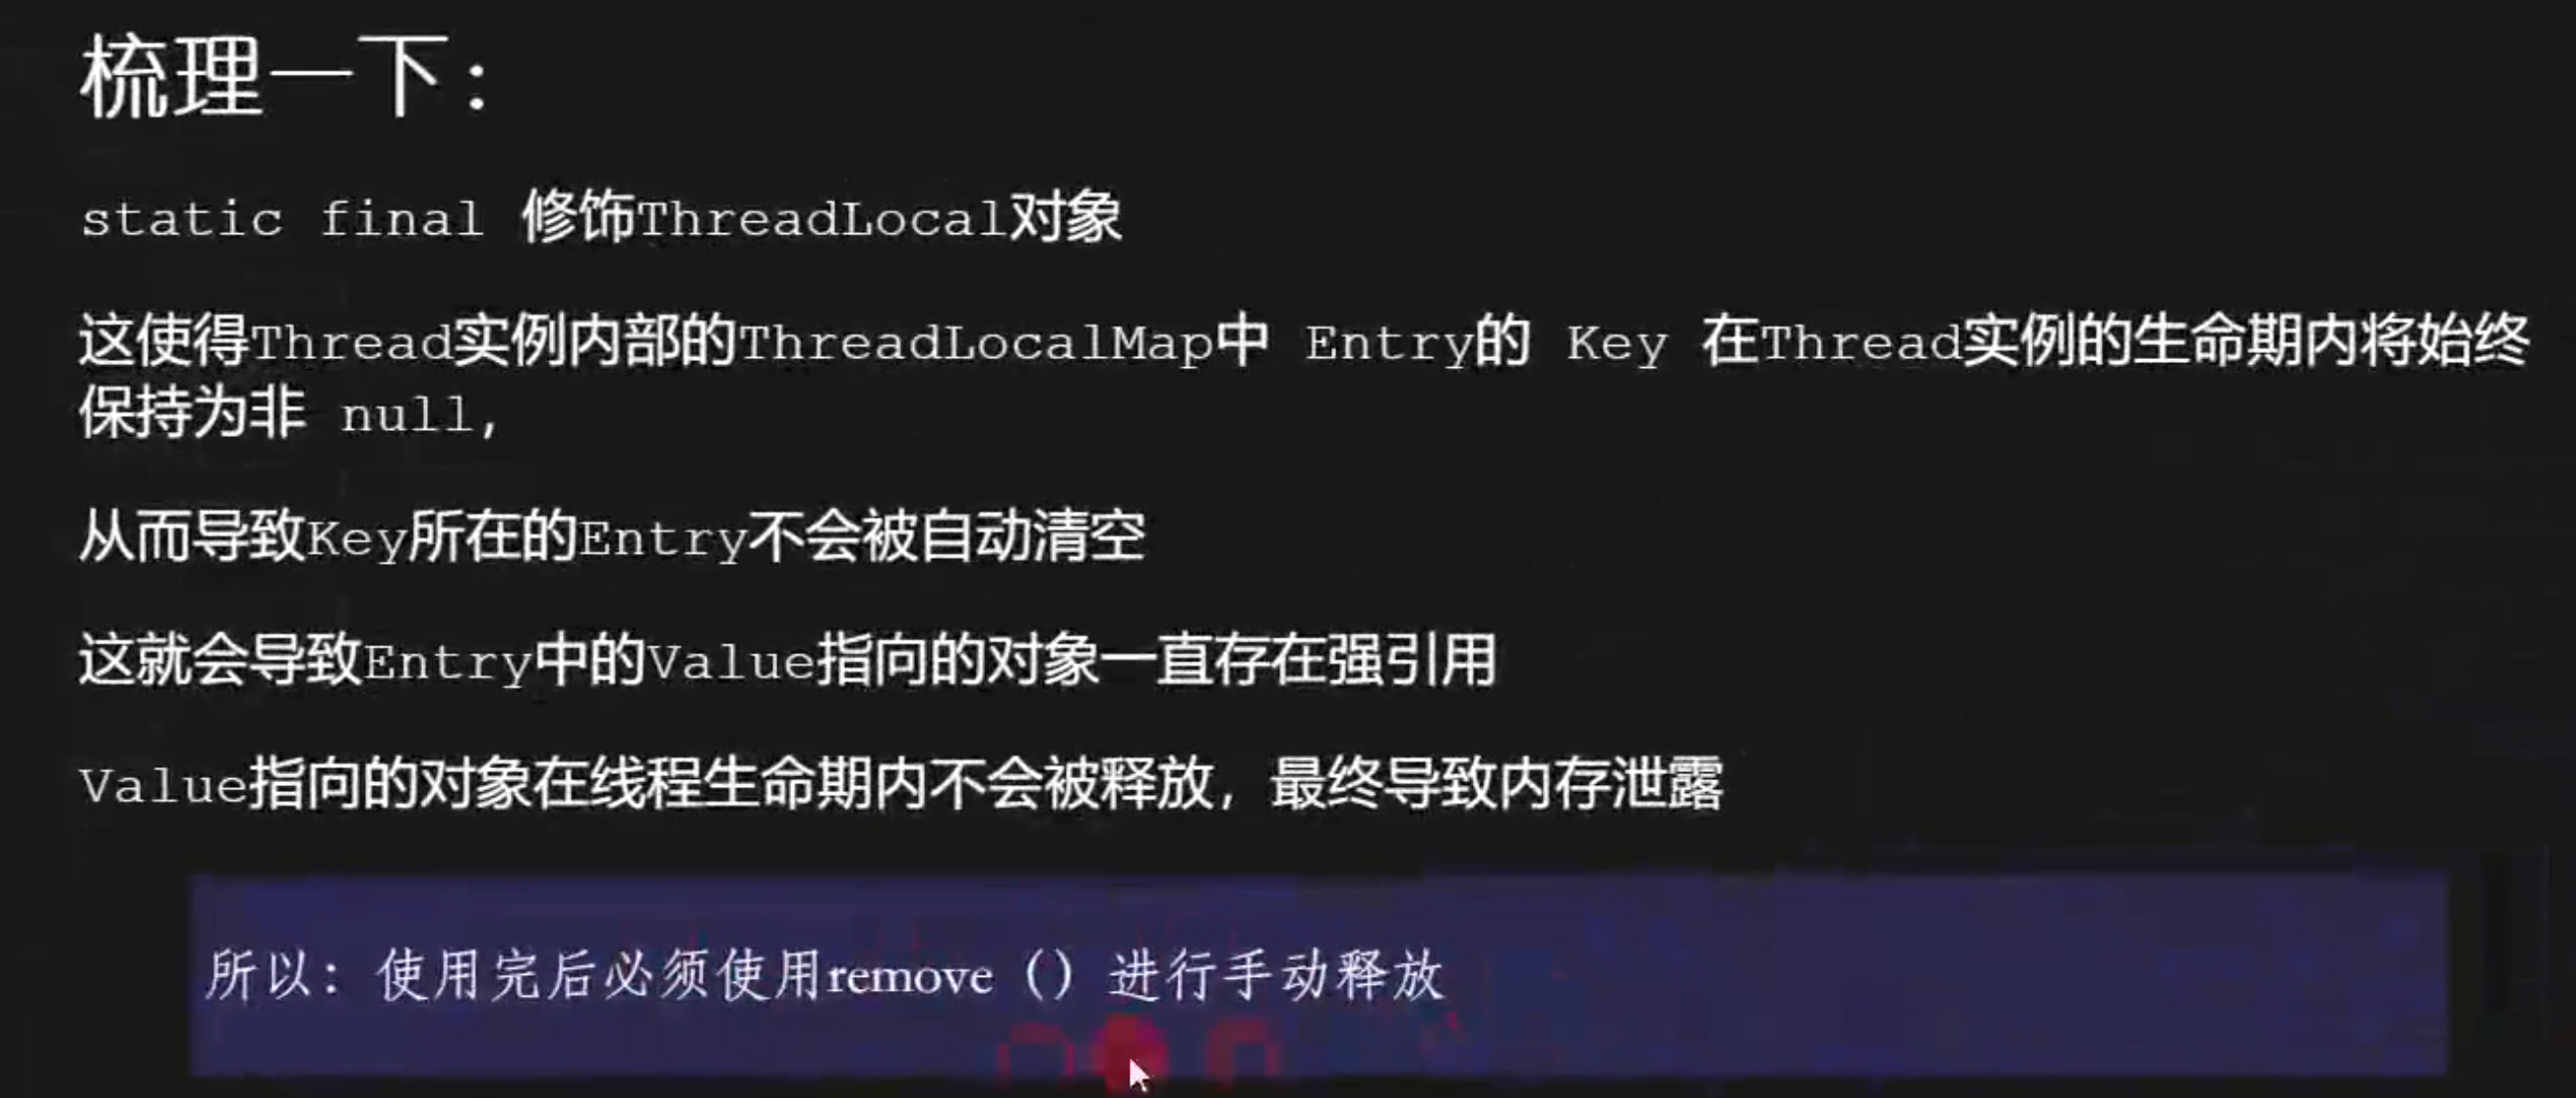 梳理一下：
static final 修饰ThreadLocal对象
这使得Thread实例内部的ThreadLocalMap中 Entry的 Key 在Thread实例的生命期内将始终
保持为非 null,
从而导致Key所在的Entry不会被自动清空
这就会导致Entry中的Value指向的对象一直存在强引用
Value指向的对象在线程生命期内不会被释放，最终导致内存泄露
所以：使用完后必须使用remove（）进行手动释放